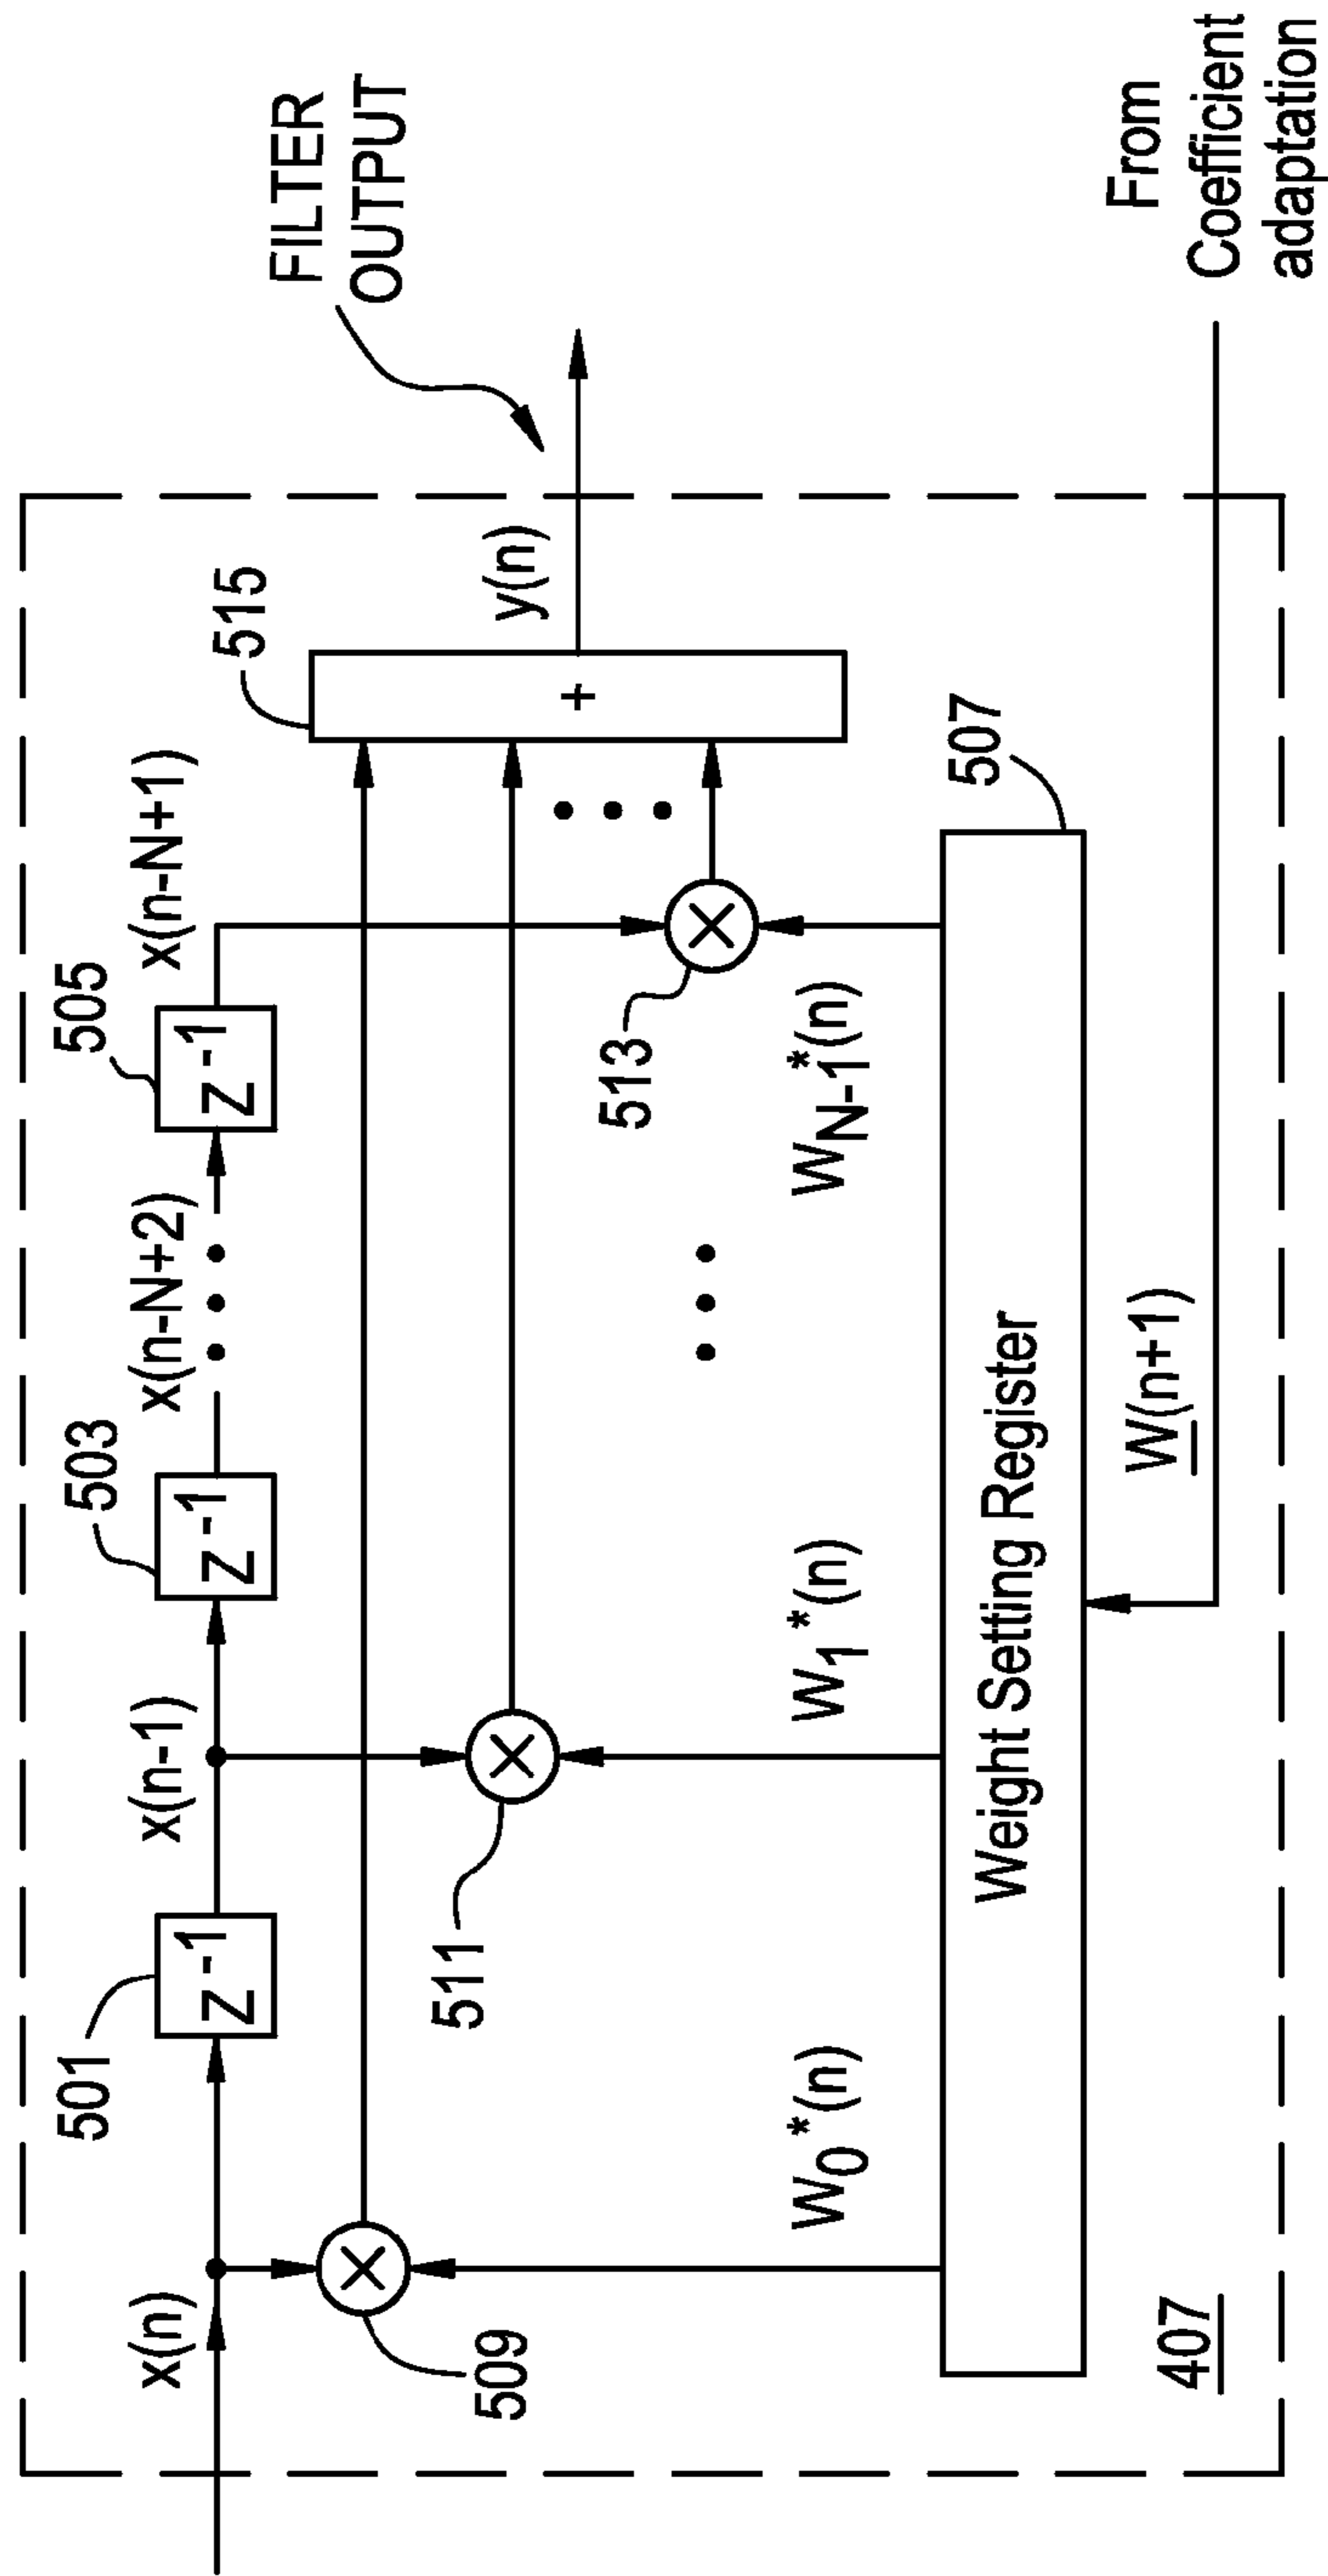 x(n)
501
Z⁻¹
x(n-1)
503
Z⁻¹
x(n-N+2)
505
Z⁻¹
x(n-N+1)
515
+
y(n)
FILTER
OUTPUT
509
511
513
W₀*(n)
W₁*(n)
W_N-1*(n)
507
Weight Setting Register
W(n+1)
407
From
Coefficient
adaptation